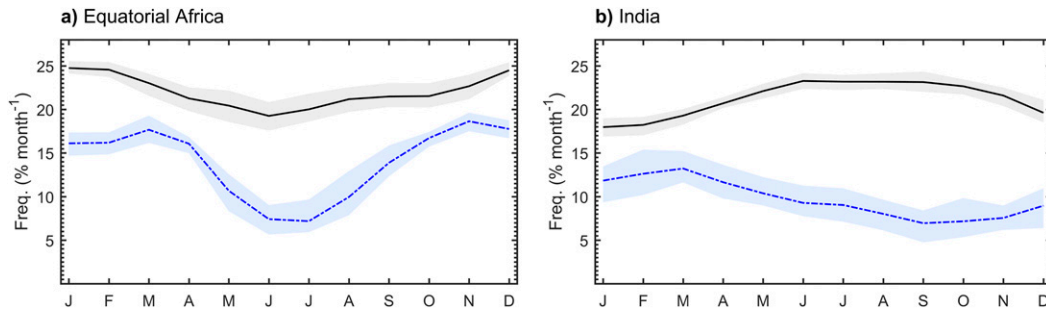 a) Equatorial Africa
Freq. (% month⁻¹)
25
20
15
10
5
J F M A M J J A S O N D
b) India
Freq. (% month⁻¹)
25
20
15
10
5
J F M A M J J A S O N D